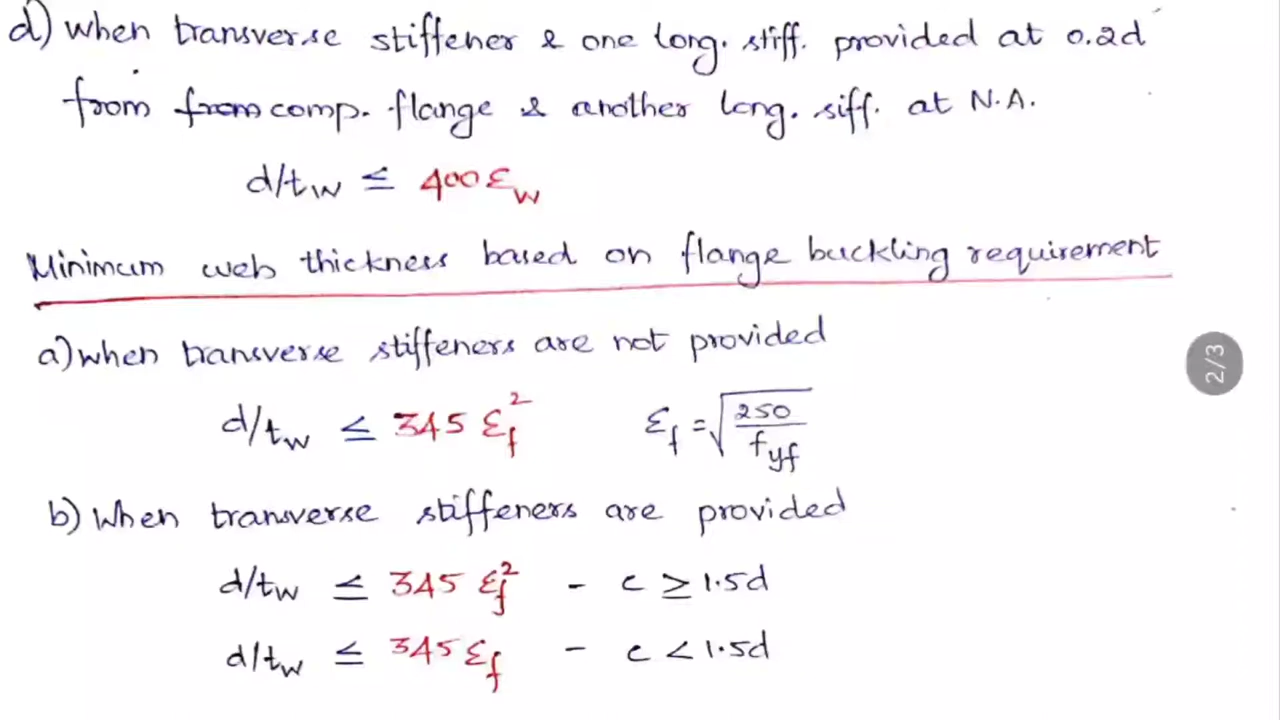 d) when transverse stiffener & one long. stiff. provided at 0.2d
from from comp. flange & another long. siff. at N.A.
d/tw ≤ 400 εw
Minimum web thickness based on flange buckling requirement
a) when transverse stiffeners are not provided
d/tw ≤ 345 εf² εf = √(250/fyf)
b) When transverse stiffeners are provided
d/tw ≤ 345 εf² - c ≥ 1.5d
d/tw ≤ 345 εf - c < 1.5d
2/3